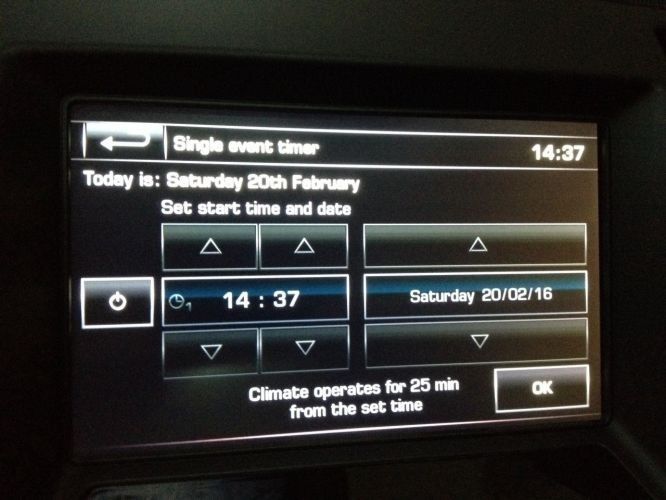 Single event timer
14:37
Today is: Saturday 20th February
Set start time and date
1
14 : 37
Saturday 20/02/16
Climate operates for 25 min
from the set time
OK